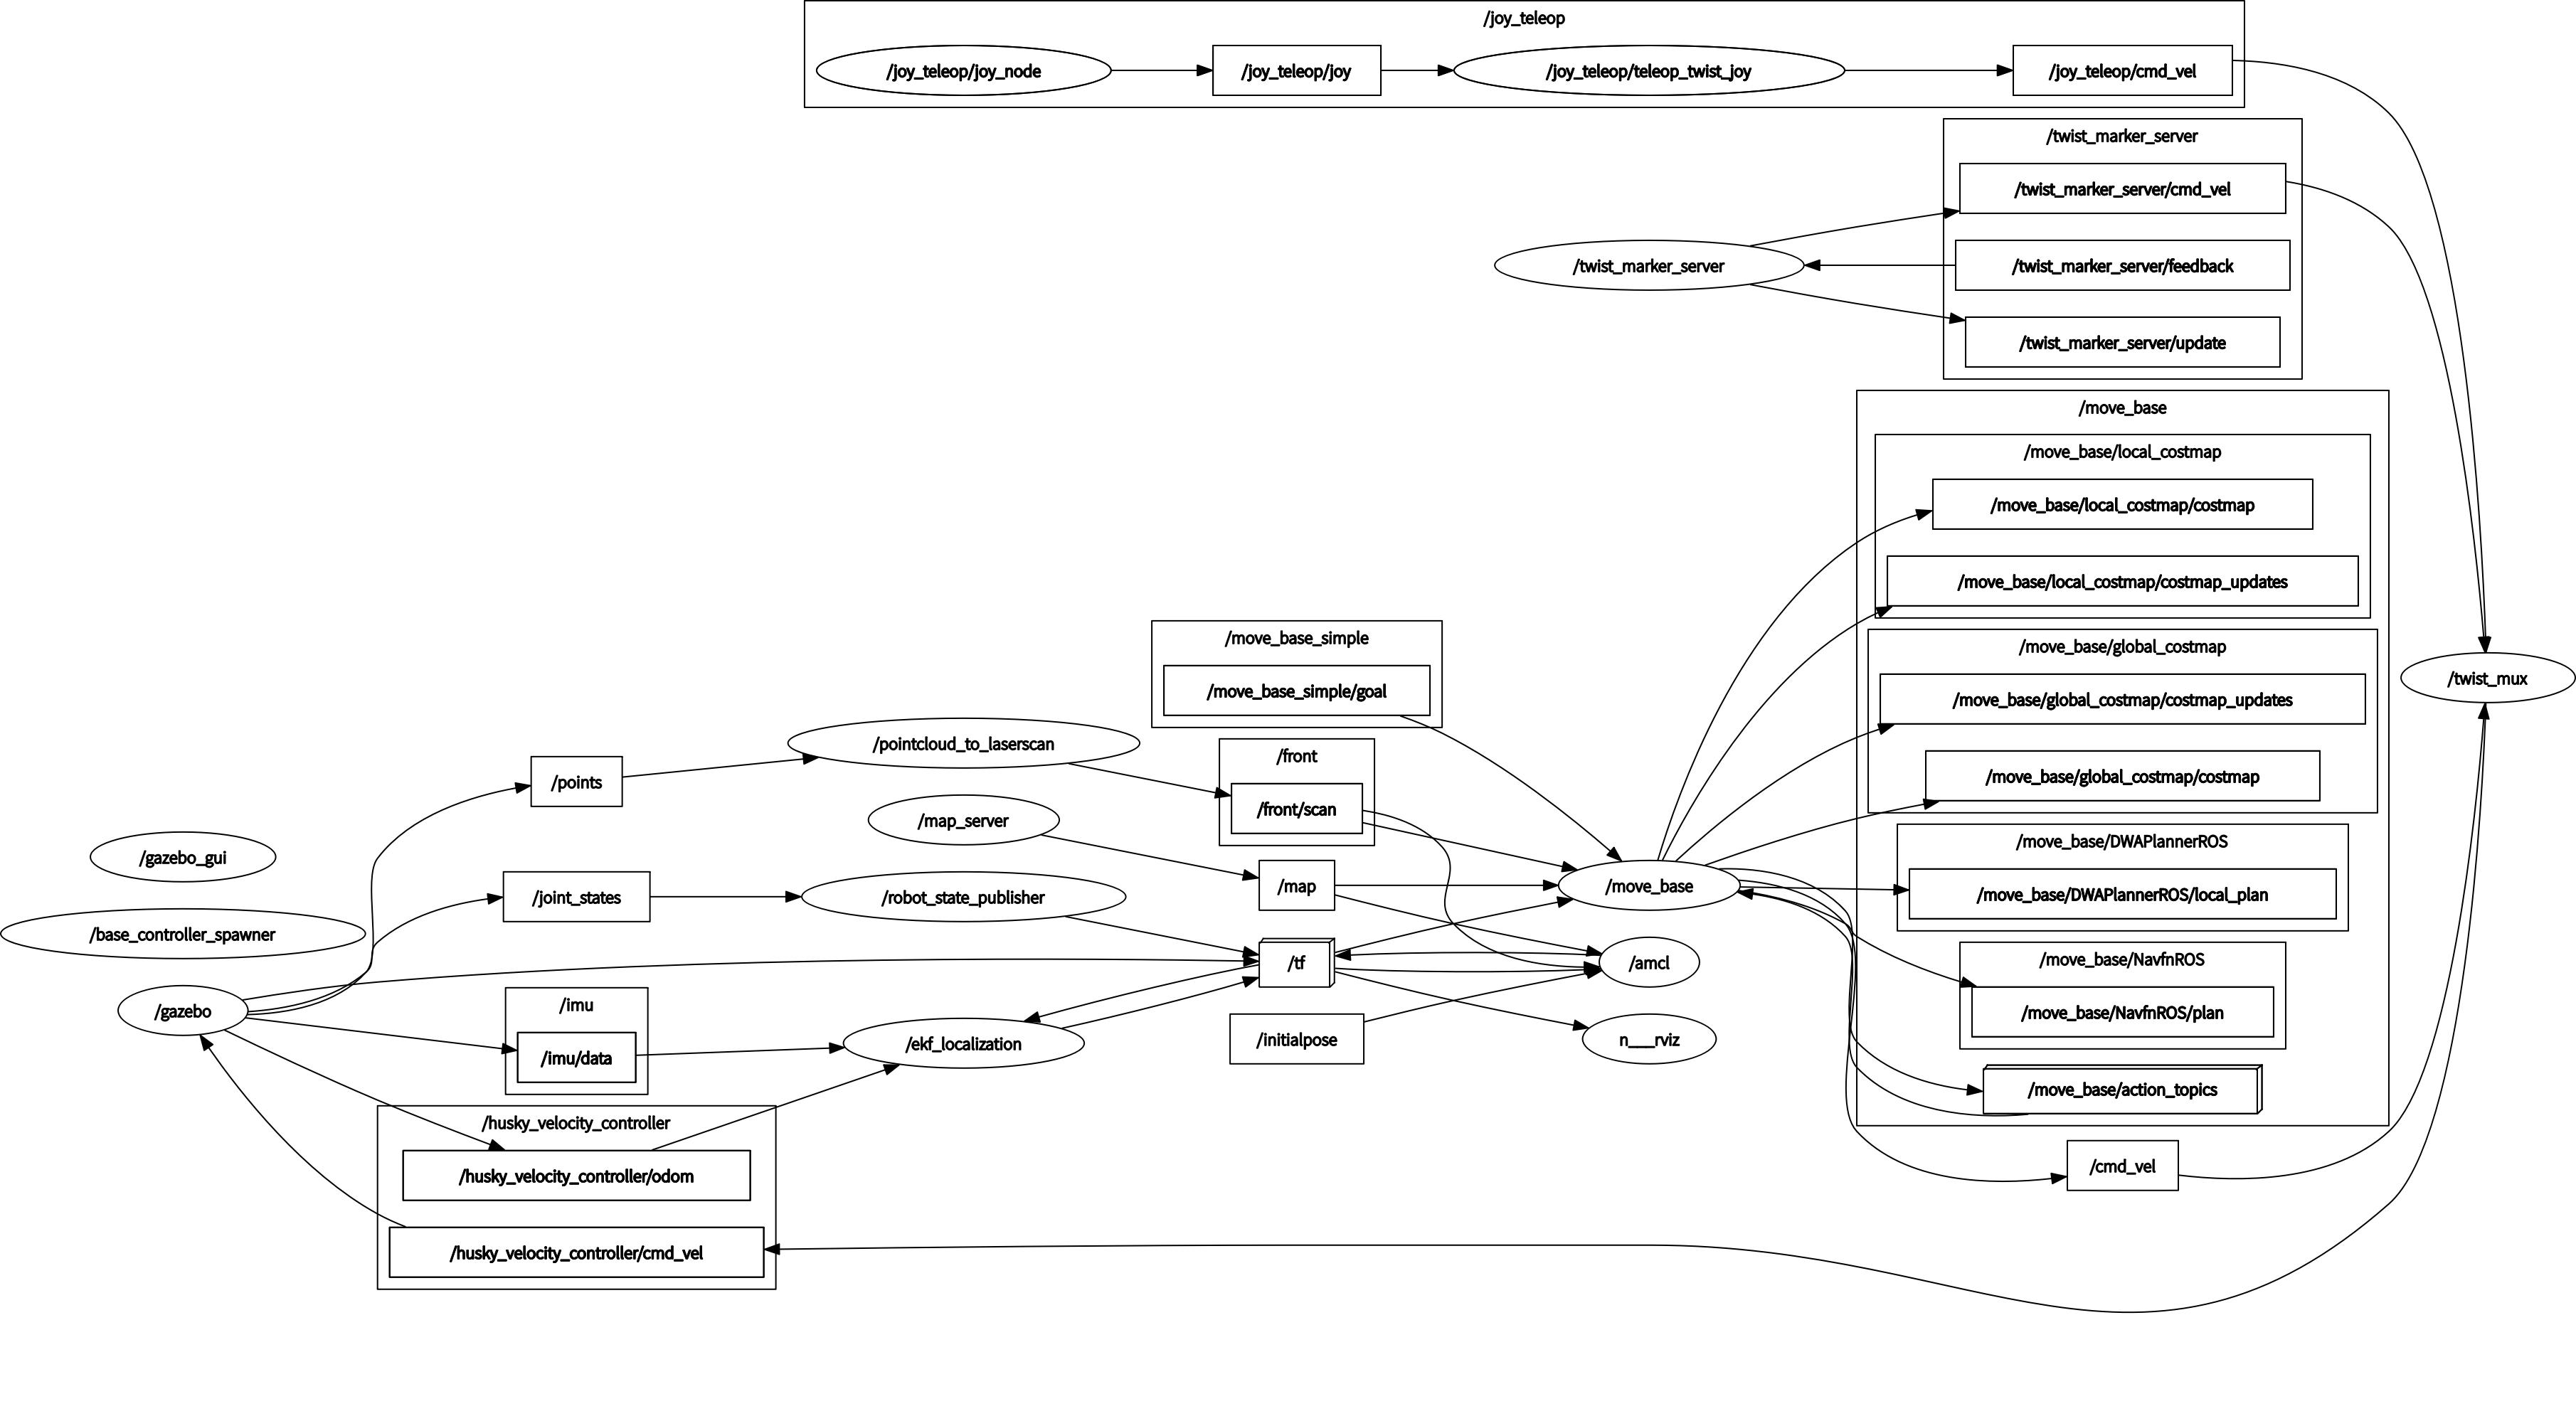 /joy_teleop
/joy_teleop/joy_node
/joy_teleop/joy
/joy_teleop/teleop_twist_joy
/joy_teleop/cmd_vel
/twist_marker_server
/twist_marker_server/cmd_vel
/twist_marker_server
/twist_marker_server/feedback
/twist_marker_server/update
/move_base
/move_base/local_costmap
/move_base/local_costmap/costmap
/move_base/local_costmap/costmap_updates
/move_base_simple
/move_base_simple/goal
/move_base/global_costmap
/move_base/global_costmap/costmap_updates
/move_base/global_costmap/costmap
/twist_mux
/pointcloud_to_laserscan
/points
/front
/front/scan
/map_server
/gazebo_gui
/map
/move_base
/move_base/DWAPlannerROS
/move_base/DWAPlannerROS/local_plan
/joint_states
/robot_state_publisher
/base_controller_spawner
/tf
/amcl
/move_base/NavfnROS
/move_base/NavfnROS/plan
/gazebo
/imu
/imu/data
/ekf_localization
/initialpose
n___rviz
/move_base/action_topics
/husky_velocity_controller
/husky_velocity_controller/odom
/cmd_vel
/husky_velocity_controller/cmd_vel